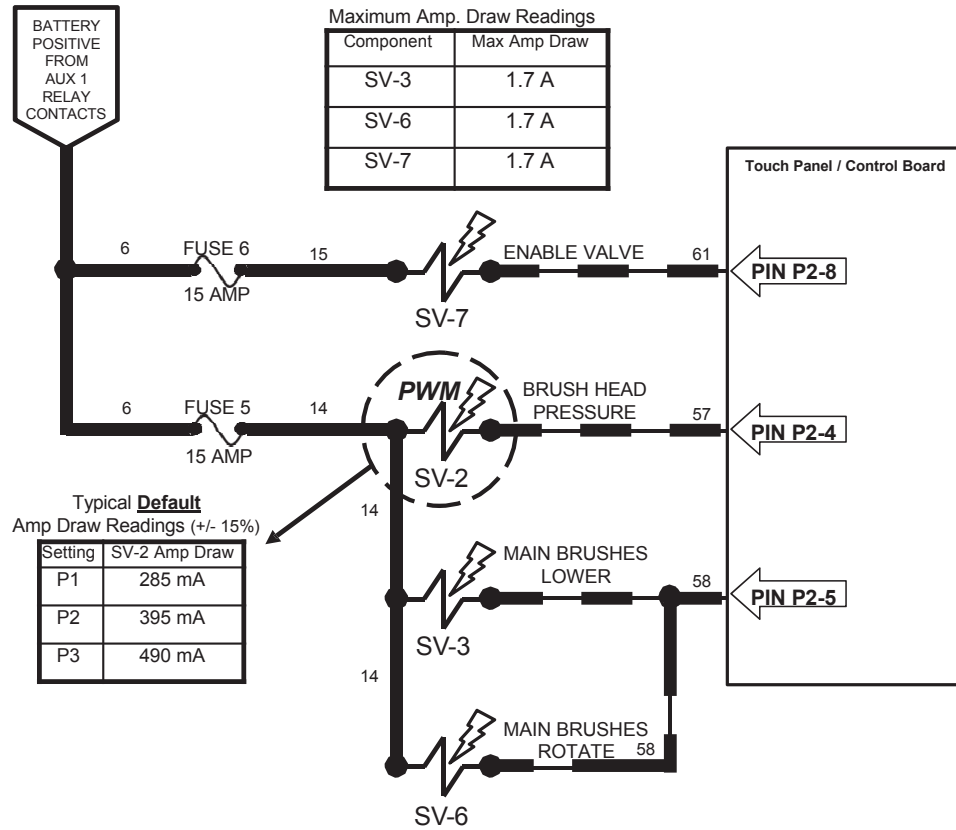 BATTERY
POSITIVE
FROM
AUX 1
RELAY
CONTACTS
Maximum Amp. Draw Readings
Component Max Amp Draw
SV-3 1.7 A
SV-6 1.7 A
SV-7 1.7 A
Touch Panel / Control Board
6 FUSE 6 15 ENABLE VALVE 61
15 AMP
SV-7
PIN P2-8
PWM BRUSH HEAD
PRESSURE
6 FUSE 5 14 57
15 AMP
SV-2
PIN P2-4
Typical Default
Amp Draw Readings (+/- 15%)
Setting SV-2 Amp Draw
P1 285 mA
P2 395 mA
P3 490 mA
14
MAIN BRUSHES
LOWER
58
PIN P2-5
SV-3
14
MAIN BRUSHES
ROTATE
58
SV-6